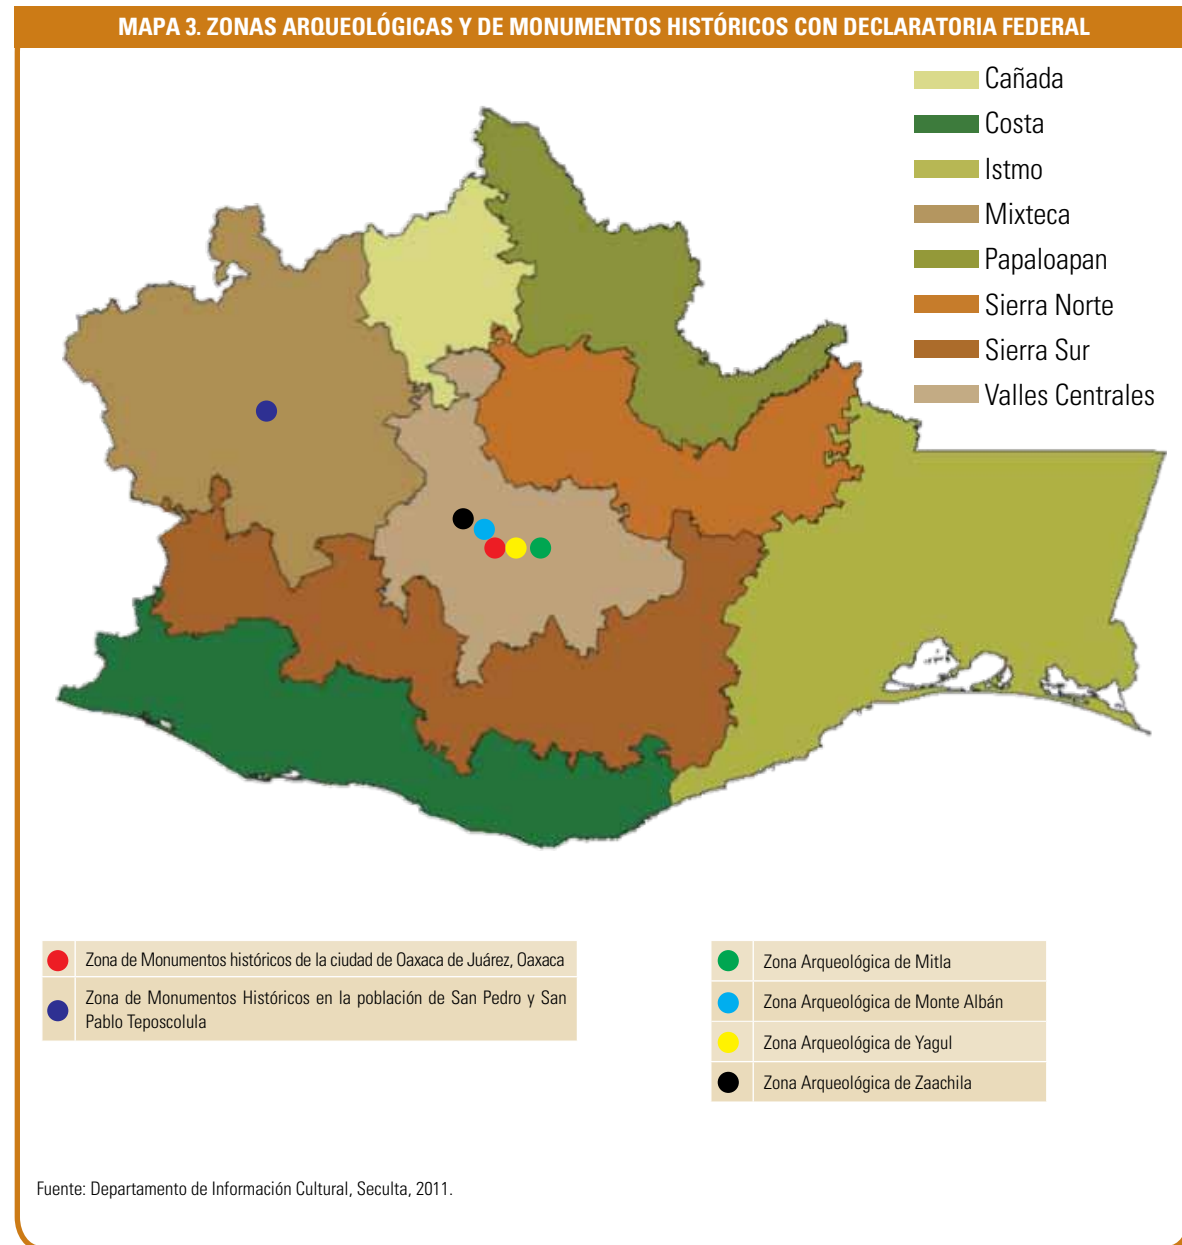 MAPA 3. ZONAS ARQUEOLÓGICAS Y DE MONUMENTOS HISTÓRICOS CON DECLARATORIA FEDERAL
Cañada
Costa
Istmo
Mixteca
Papaloapan
Sierra Norte
Sierra Sur
Valles Centrales
Zona de Monumentos históricos de la ciudad de Oaxaca de Juárez, Oaxaca
Zona de Monumentos Históricos en la población de San Pedro y San
Pablo Teposcolula
Zona Arqueológica de Mitla
Zona Arqueológica de Monte Albán
Zona Arqueológica de Yagul
Zona Arqueológica de Zaachila
Fuente: Departamento de Información Cultural, Seculta, 2011.